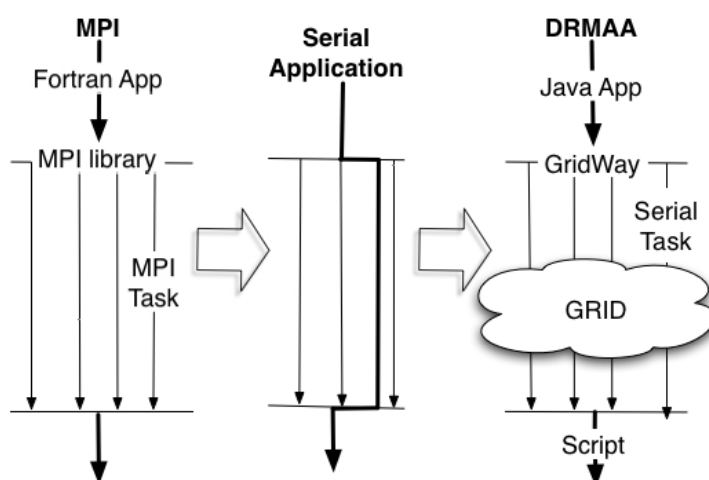 MPI
Fortran App
MPI library
MPI
Task
Serial
Application
DRMAA
Java App
GridWay
Serial
Task
GRID
Script